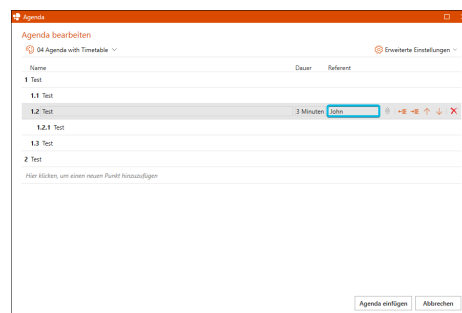 Agenda
Agenda bearbeiten
04 Agenda with Timetable
Erweiterte Einstellungen
Name Dauer Referent
1 Test
1.1 Test
1.2 Test 3 Minuten John
1.2.1 Test
1.3 Test
2 Test
Hier klicken, um einen neuen Punkt hinzuzufügen
Agenda einfügen Abbrechen